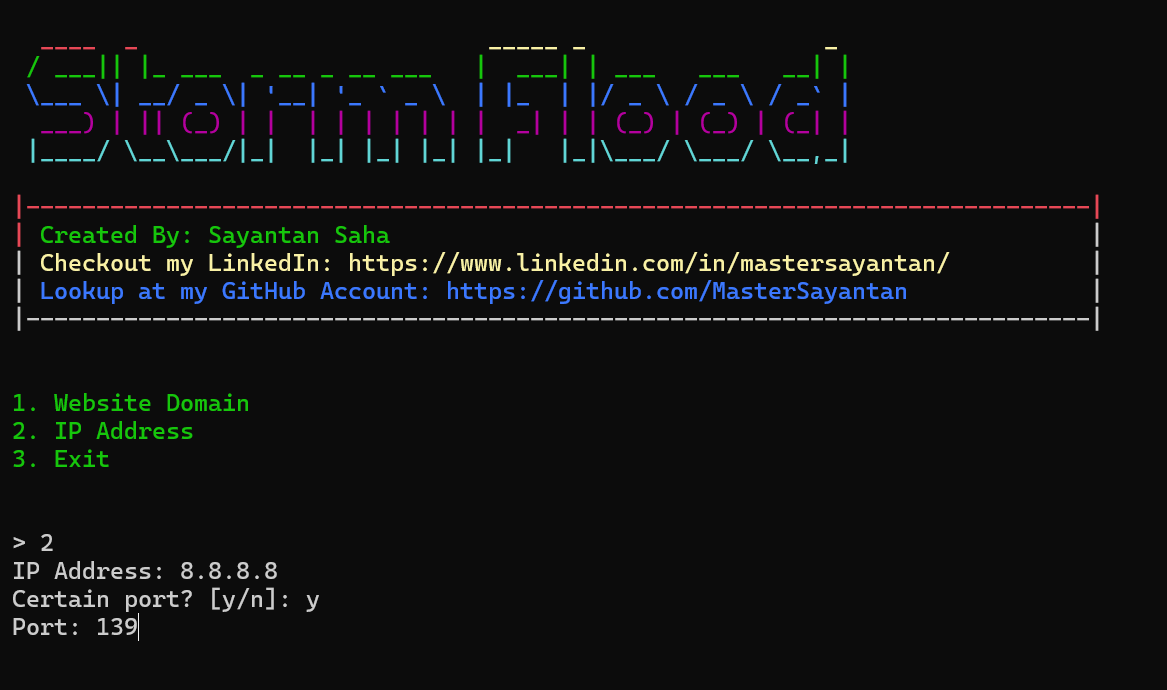 Storm Flood
Created By: Sayantan Saha
Checkout my LinkedIn: https://www.linkedin.com/in/mastersayantan/
Lookup at my GitHub Account: https://github.com/MasterSayantan
1. Website Domain
2. IP Address
3. Exit
> 2
IP Address: 8.8.8.8
Certain port? [y/n]: y
Port: 139